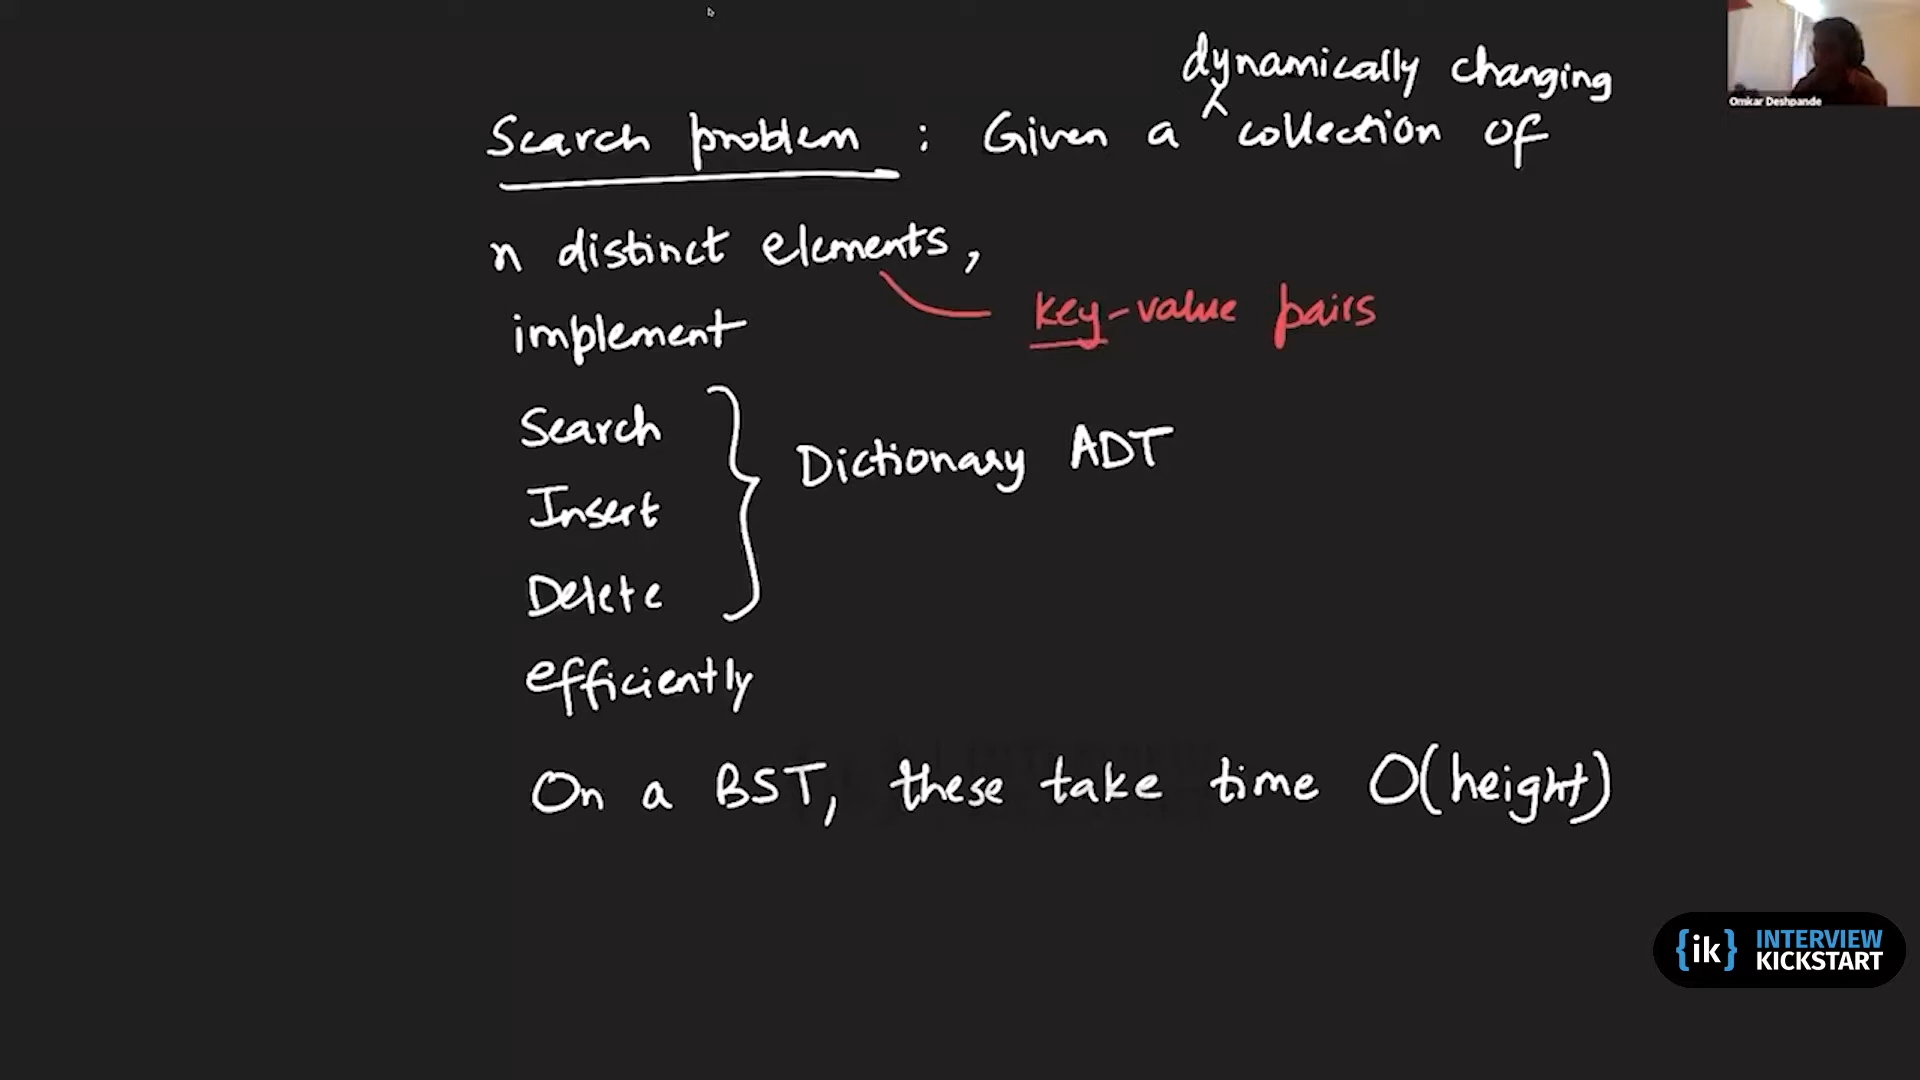 dynamically changing
Search problem : Given a collection of
n distinct elements,
key-value pairs
implement
Search
Insert
Delete
Dictionary ADT
efficiently
On a BST, these take time O(height)
Omkar Deshpande
{ik} INTERVIEW
KICKSTART